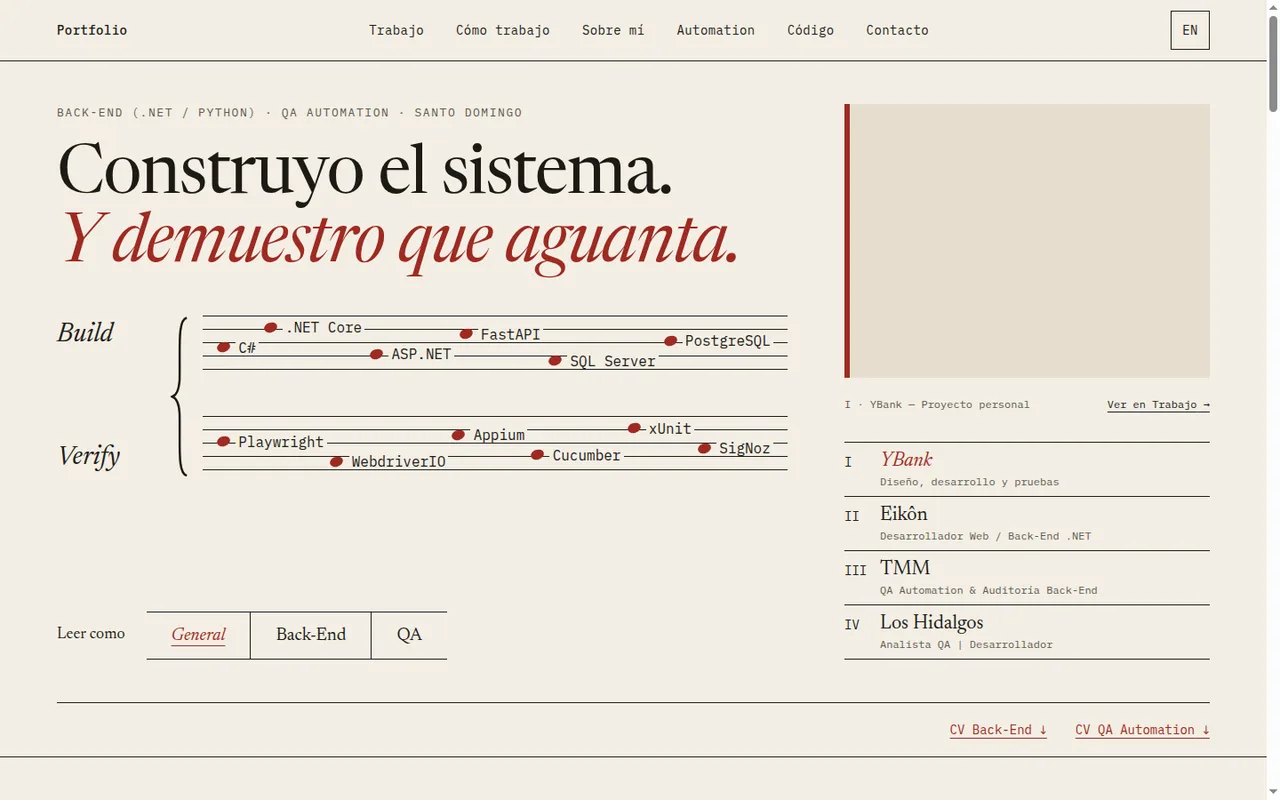 Portfolio
Trabajo
Cómo trabajo
Sobre mí
Automation
Código
Contacto
EN
BACK-END (.NET / PYTHON) · QA AUTOMATION · SANTO DOMINGO
Construyo el sistema.
Y demuestro que aguanta.
Build
.NET Core
FastAPI
PostgreSQL
C#
ASP.NET
SQL Server
Verify
Playwright
Appium
xUnit
WebdriverIO
Cucumber
SigNoz
Leer como
General
Back-End
QA
I · YBank — Proyecto personal
Ver en Trabajo →
I YBank
Diseño, desarrollo y pruebas
II Eikôn
Desarrollador Web / Back-End .NET
III TMM
QA Automation & Auditoría Back-End
IV Los Hidalgos
Analista QA | Desarrollador
CV Back-End ↓
CV QA Automation ↓